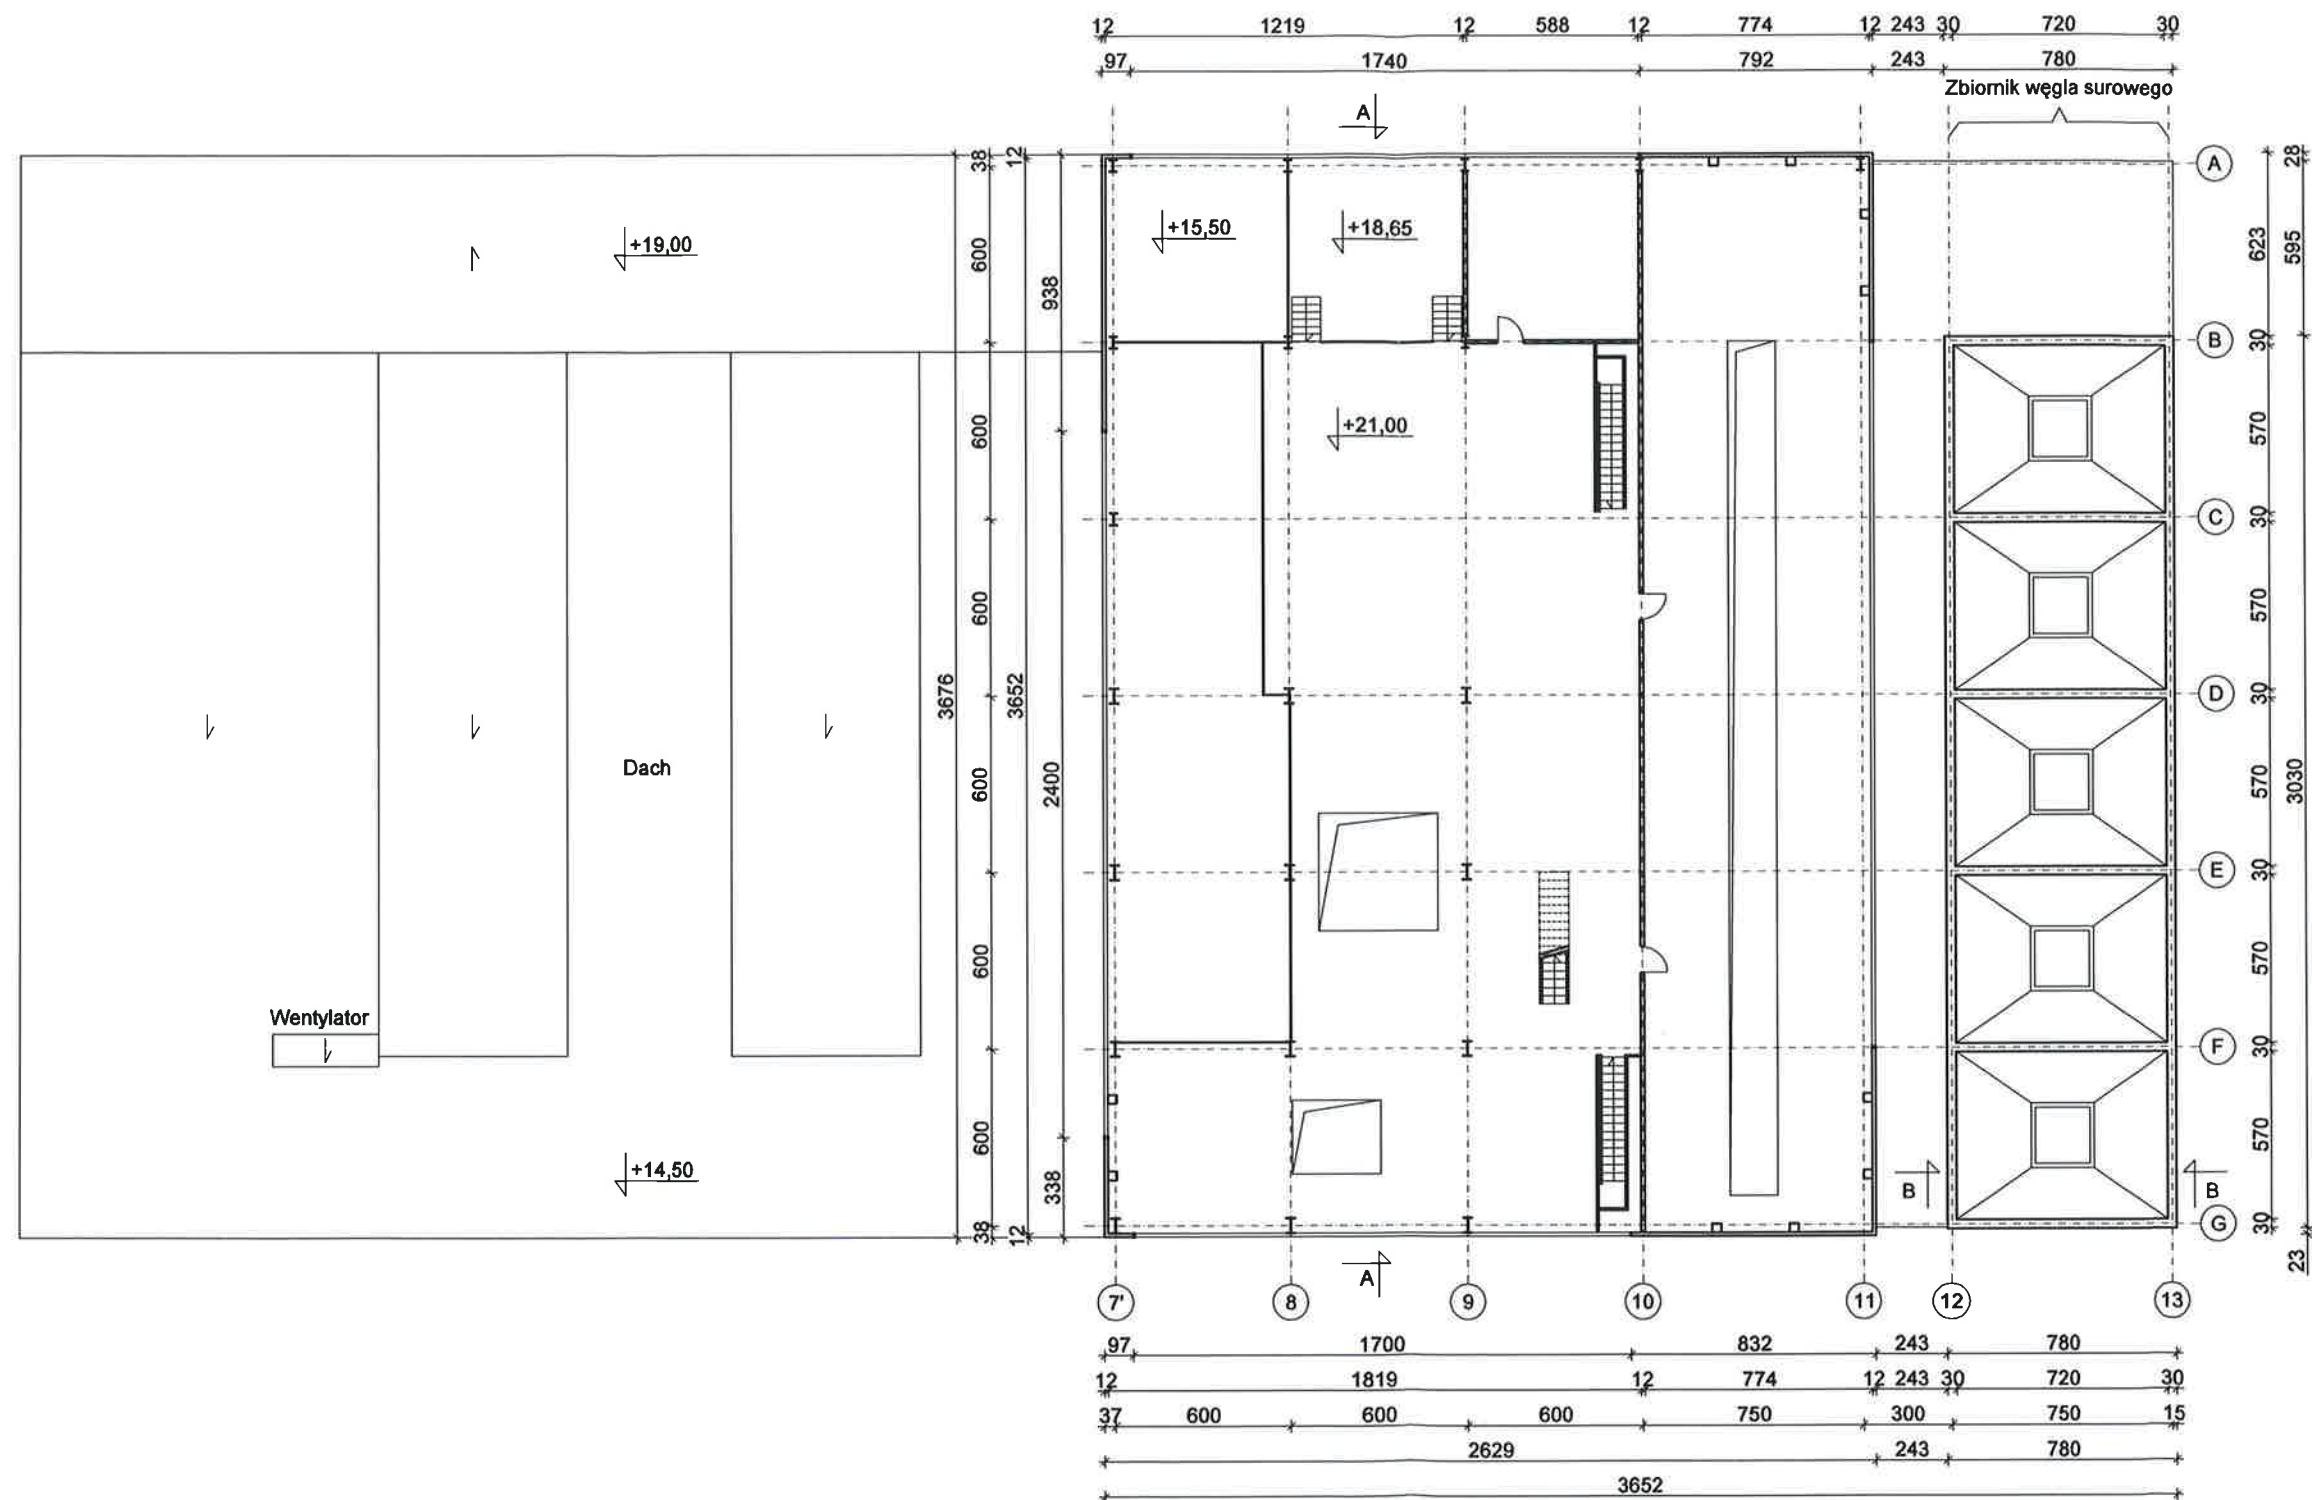 12 1219 12 588 12 774 12 243 30 720 30
97 1740 792 243 780
Zbiornik węgla surowego
A
38 12 A 28
+19,00 +15,50 +18,65
600 938 623 595
B 30
600 +21,00 570
C 30
600 570
3676 3652 D 30
Dach
600 2400 570 3030
E 30
600 570
Wentylator
F 30
600 570
+14,50 338
B B
38 12 G 30
23
A
7' 8 9 10 11 12 13
97 1700 832 243 780
12 1819 12 774 12 243 30 720 30
37 600 600 600 750 300 750 15
2629 243 780
3652